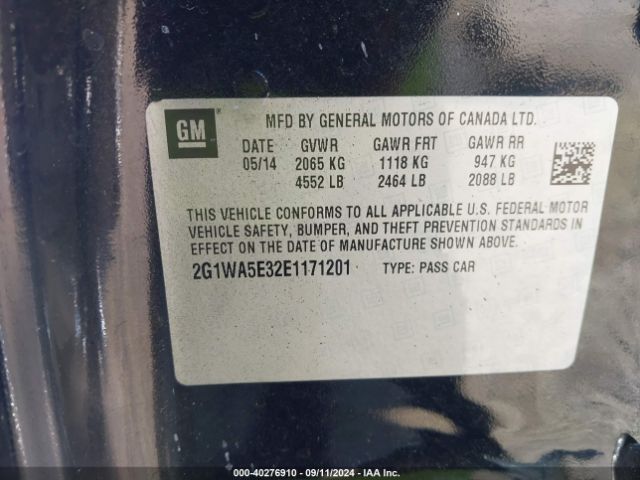 GM
MFD BY GENERAL MOTORS OF CANADA LTD.
DATE GVWR GAWR FRT GAWR RR
05/14 2065 KG 1118 KG 947 KG
4552 LB 2464 LB 2088 LB
THIS VEHICLE CONFORMS TO ALL APPLICABLE U.S. FEDERAL MOTOR
VEHICLE SAFETY, BUMPER, AND THEFT PREVENTION STANDARDS IN
EFFECT ON THE DATE OF MANUFACTURE SHOWN ABOVE.
2G1WA5E32E1171201 TYPE: PASS CAR
© - 40276910 - 09/11/2024 - IAA Inc.